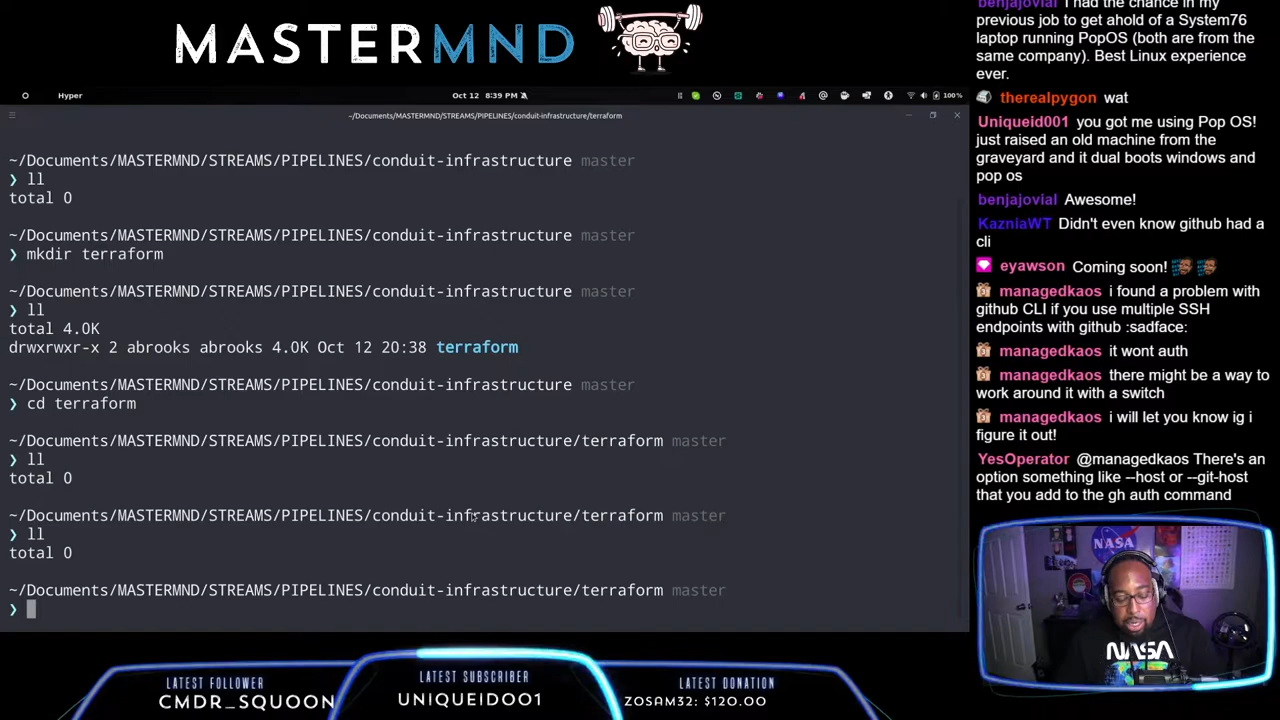 MASTERMND
Hyper
Oct 12 8:39 PM
100%
~/Documents/MASTERMND/STREAMS/PIPELINES/conduit-infrastructure/terraform
~/Documents/MASTERMND/STREAMS/PIPELINES/conduit-infrastructure master
❯ ll
total 0
~/Documents/MASTERMND/STREAMS/PIPELINES/conduit-infrastructure master
❯ mkdir terraform
~/Documents/MASTERMND/STREAMS/PIPELINES/conduit-infrastructure master
❯ ll
total 4.0K
drwxrwxr-x 2 abrooks abrooks 4.0K Oct 12 20:38 terraform
~/Documents/MASTERMND/STREAMS/PIPELINES/conduit-infrastructure master
❯ cd terraform
~/Documents/MASTERMND/STREAMS/PIPELINES/conduit-infrastructure/terraform master
❯ ll
total 0
~/Documents/MASTERMND/STREAMS/PIPELINES/conduit-infrastructure/terraform master
❯ ll
total 0
~/Documents/MASTERMND/STREAMS/PIPELINES/conduit-infrastructure/terraform master
❯
benjajovial I had the chance in my
previous job to get ahold of a System76
laptop running PopOS (both are from the
same company). Best Linux experience
ever.
therealpygon wat
Uniqueid001 you got me using Pop OS!
just raised an old machine from the
graveyard and it dual boots windows and
pop os
benjajovial Awesome!
KazniaWT Didn't even know github had a
cli
eyawson Coming soon!
managedkaos i found a problem with
github CLI if you use multiple SSH
endpoints with github :sadface:
managedkaos it wont auth
managedkaos there might be a way to
work around it with a switch
managedkaos i will let you know ig i
figure it out!
YesOperator @managedkaos There's an
option something like --host or --git-host
that you add to the gh auth command
NASA
NASA
LATEST FOLLOWER
CMDR_SQUOON
LATEST SUBSCRIBER
UNIQUEID001
LATEST DONATION
ZOSAM32: $120.00